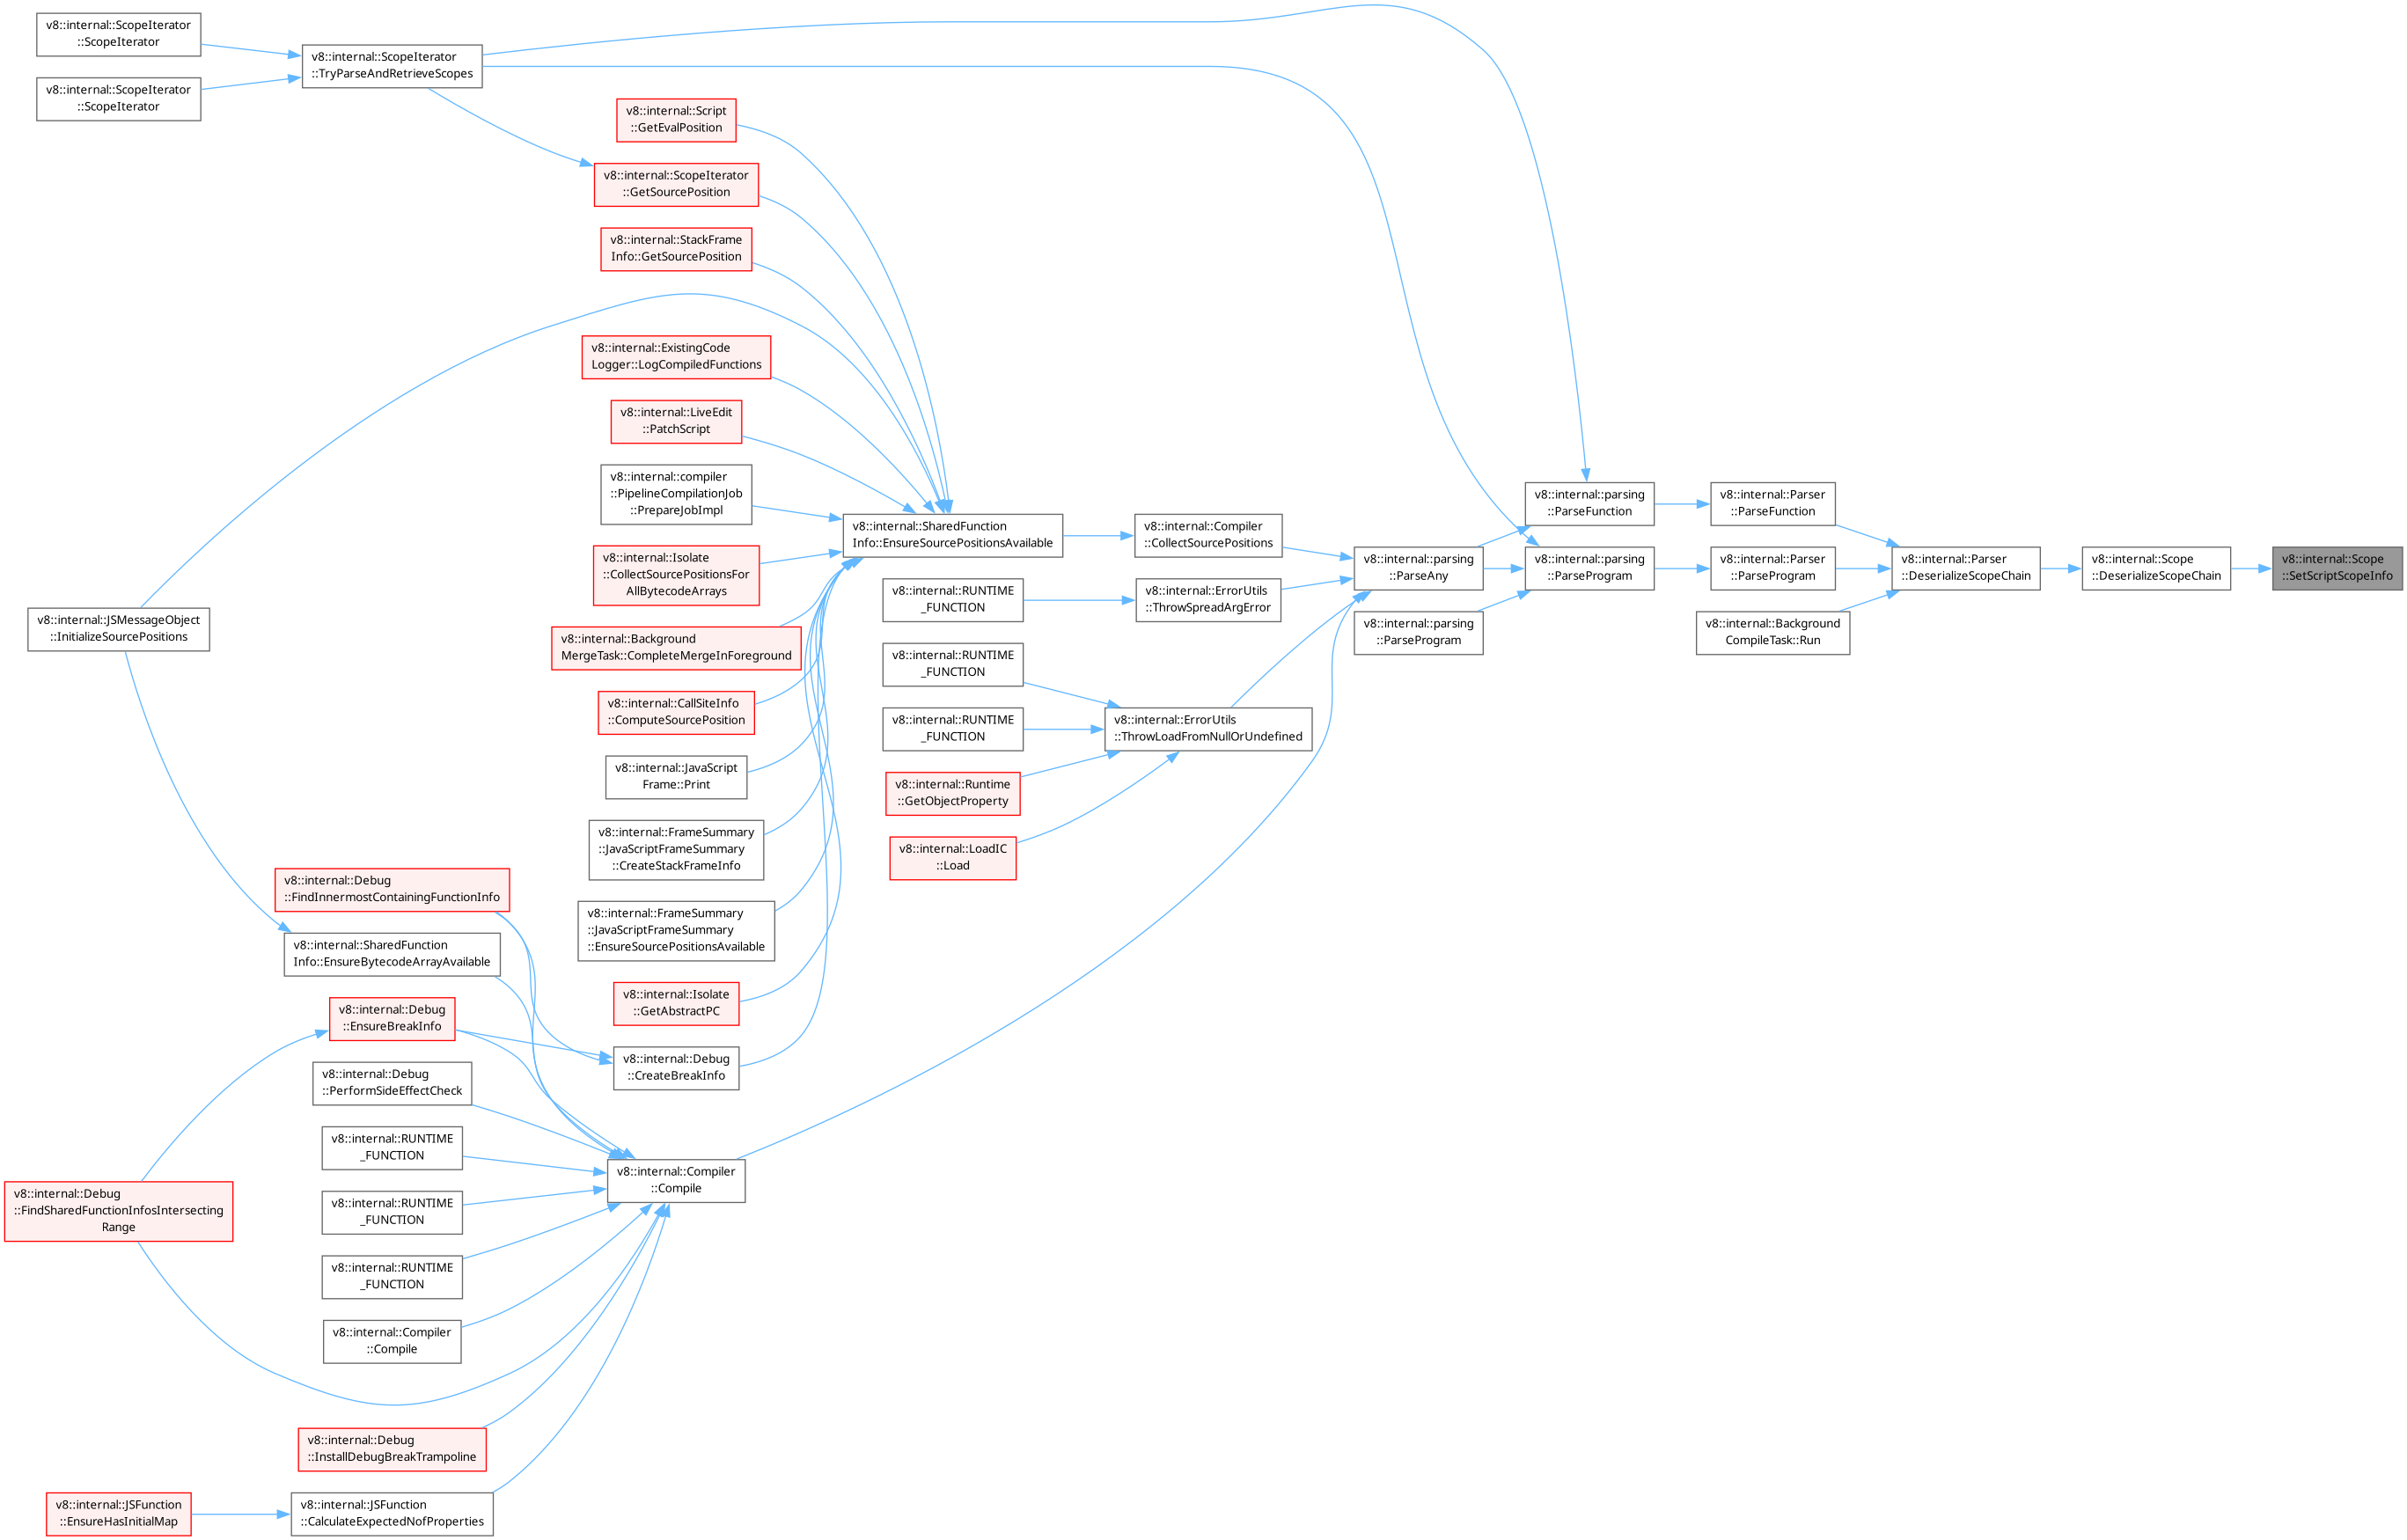 v8::internal::ScopeIterator
::ScopeIterator
v8::internal::ScopeIterator
::ScopeIterator
v8::internal::ScopeIterator
::TryParseAndRetrieveScopes
v8::internal::Script
::GetEvalPosition
v8::internal::ScopeIterator
::GetSourcePosition
v8::internal::StackFrame
Info::GetSourcePosition
v8::internal::ExistingCode
Logger::LogCompiledFunctions
v8::internal::LiveEdit
::PatchScript
v8::internal::compiler
::PipelineCompilationJob
::PrepareJobImpl
v8::internal::Isolate
::CollectSourcePositionsFor
AllBytecodeArrays
v8::internal::Background
MergeTask::CompleteMergeInForeground
v8::internal::CallSiteInfo
::ComputeSourcePosition
v8::internal::JavaScript
Frame::Print
v8::internal::FrameSummary
::JavaScriptFrameSummary
::CreateStackFrameInfo
v8::internal::FrameSummary
::JavaScriptFrameSummary
::EnsureSourcePositionsAvailable
v8::internal::Isolate
::GetAbstractPC
v8::internal::Debug
::CreateBreakInfo
v8::internal::Compiler
::Compile
v8::internal::JSMessageObject
::InitializeSourcePositions
v8::internal::Debug
::FindInnermostContainingFunctionInfo
v8::internal::SharedFunction
Info::EnsureBytecodeArrayAvailable
v8::internal::Debug
::EnsureBreakInfo
v8::internal::Debug
::PerformSideEffectCheck
v8::internal::RUNTIME
_FUNCTION
v8::internal::RUNTIME
_FUNCTION
v8::internal::RUNTIME
_FUNCTION
v8::internal::Compiler
::Compile
v8::internal::Debug
::FindSharedFunctionInfosIntersecting
Range
v8::internal::Debug
::InstallDebugBreakTrampoline
v8::internal::JSFunction
::EnsureHasInitialMap
v8::internal::JSFunction
::CalculateExpectedNofProperties
v8::internal::SharedFunction
Info::EnsureSourcePositionsAvailable
v8::internal::RUNTIME
_FUNCTION
v8::internal::RUNTIME
_FUNCTION
v8::internal::RUNTIME
_FUNCTION
v8::internal::Runtime
::GetObjectProperty
v8::internal::LoadIC
::Load
v8::internal::Compiler
::CollectSourcePositions
v8::internal::ErrorUtils
::ThrowSpreadArgError
v8::internal::ErrorUtils
::ThrowLoadFromNullOrUndefined
v8::internal::parsing
::ParseAny
v8::internal::parsing
::ParseProgram
v8::internal::parsing
::ParseFunction
v8::internal::parsing
::ParseProgram
v8::internal::Parser
::ParseFunction
v8::internal::Parser
::ParseProgram
v8::internal::Background
CompileTask::Run
v8::internal::Parser
::DeserializeScopeChain
v8::internal::Scope
::DeserializeScopeChain
v8::internal::Scope
::SetScriptScopeInfo